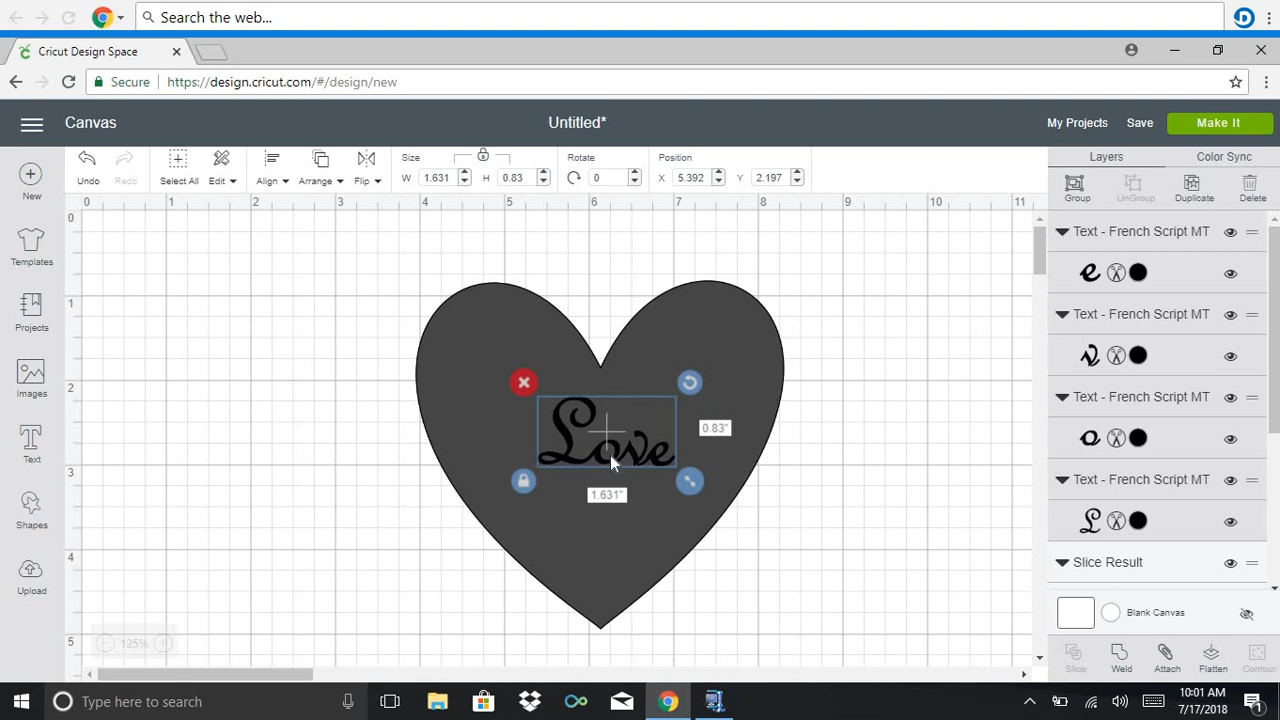 Search the web...
Cricut Design Space
Secure https://design.cricut.com/#/design/new
Canvas Untitled* My Projects Save Make It
Undo Redo Select All Edit Align Arrange Flip
Size W 1.631 H 0.83
Rotate 0
Position X 5.392 Y 2.197
Layers Color Sync
Group UnGroup Duplicate Delete
0 1 2 3 4 5 6 7 8 9 10 11
0
1
2
3
4
5
New
Templates
Projects
Images
Text
Shapes
Upload
Love
0.83"
1.631"
125%
Text - French Script MT
e
Text - French Script MT
v
Text - French Script MT
o
Text - French Script MT
L
Slice Result
Blank Canvas
Slice Weld Attach Flatten Contour
Type here to search
10:01 AM
7/17/2018